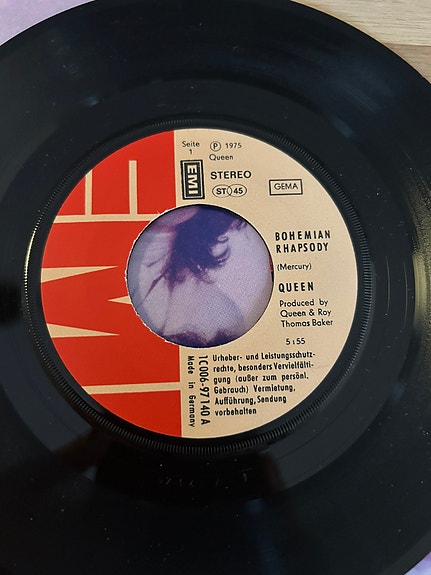 EMI
Seite
1
℗ 1975
Queen
EMI
STEREO
ST 45
GEMA
BOHEMIAN
RHAPSODY
(Mercury)
QUEEN
Produced by
Queen & Roy
Thomas Baker
5:55
Urheber- und Leistungsschutz-
rechte, besonders Vervielfälti-
gung (außer zum persönl.
Gebrauch) Vermietung,
Aufführung, Sendung
vorbehalten
1C006-97140A
Made in Germany